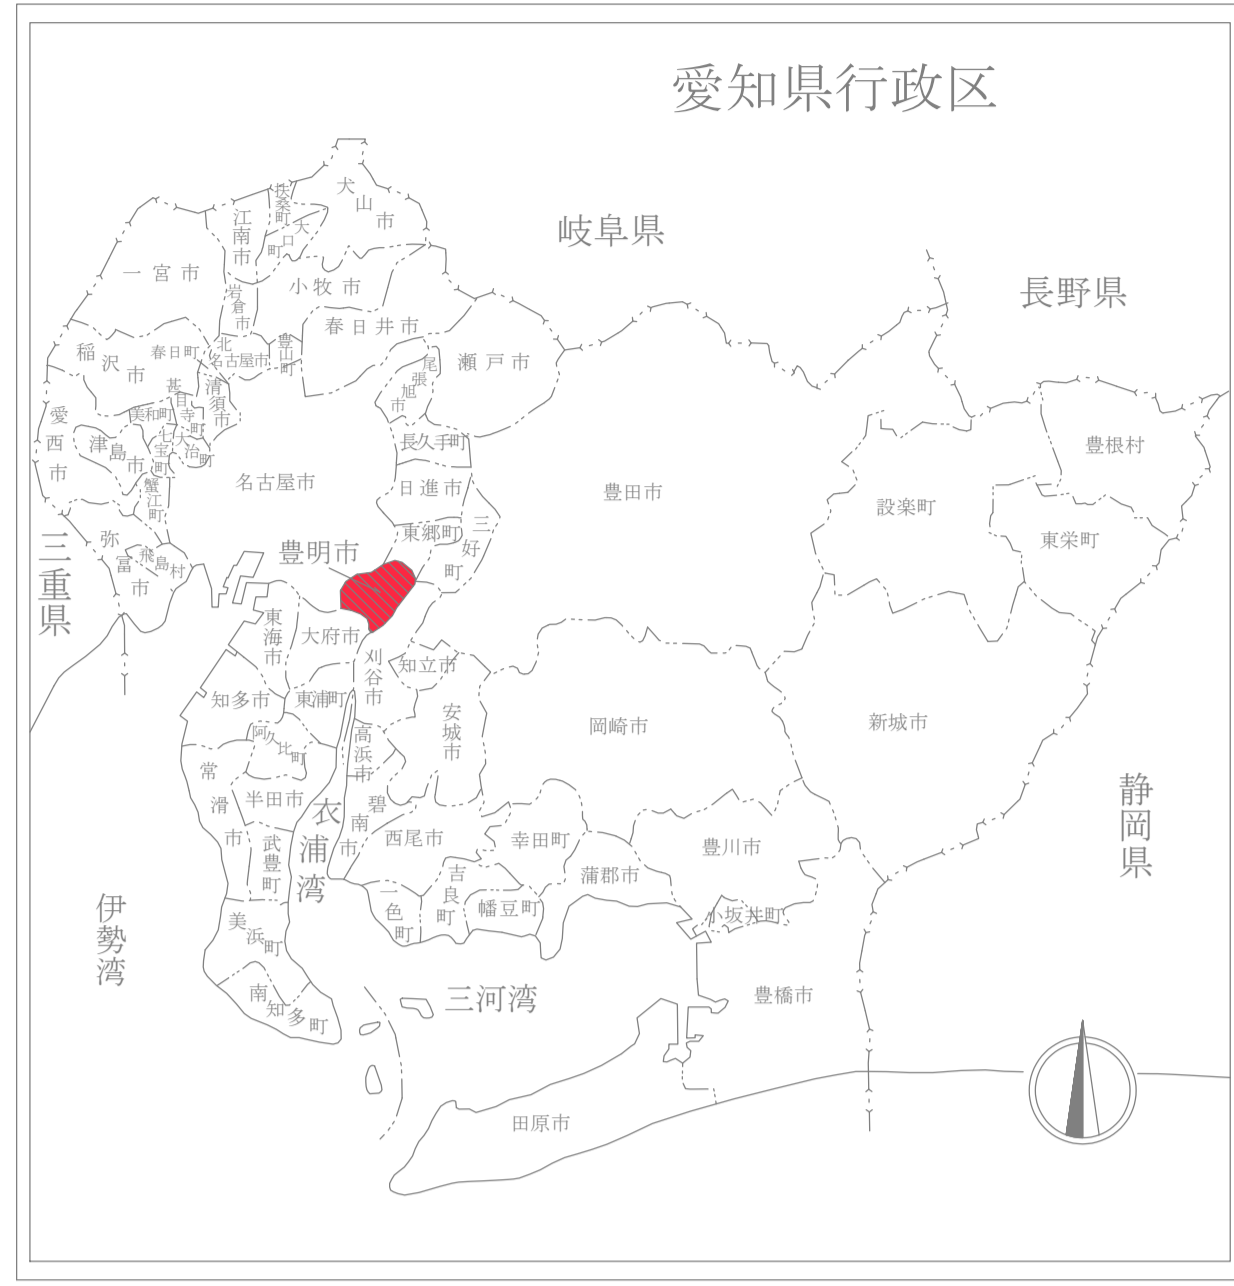 愛知県行政区
岐阜県
長野県
三重県
静岡県
伊勢湾
衣浦湾
三河湾
犬山市
扶桑町
大口町
江南市
一宮市
小牧市
岩倉市
春日井市
瀬戸市
尾張旭市
豊山町
北名古屋市
春日町
稲沢市
清須市
甚目寺町
美和町
七宝町
大治町
愛西市
津島市
蟹江町
弥富市
飛島村
名古屋市
長久手町
日進市
東郷町
三好町
豊明市
豊田市
設楽町
豊根村
東栄町
東海市
大府市
刈谷市
知立市
知多市
東浦町
阿久比町
高浜市
安城市
岡崎市
新城市
常滑市
半田市
碧南市
西尾市
武豊町
幸田町
蒲郡市
豊川市
小坂井町
一色町
吉良町
幡豆町
美浜町
南知多町
豊橋市
田原市